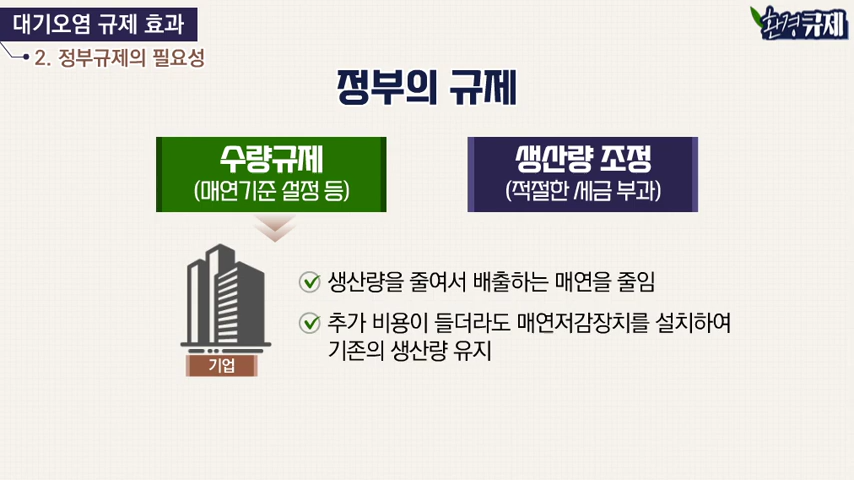 대기오염 규제 효과
환경규제
2. 정부규제의 필요성
정부의 규제
수량규제
(매연기준 설정 등)
생산량 조정
(적절한 세금 부과)
생산량을 줄여서 배출하는 매연을 줄임
추가 비용이 들더라도 매연저감장치를 설치하여
기존의 생산량 유지
기업